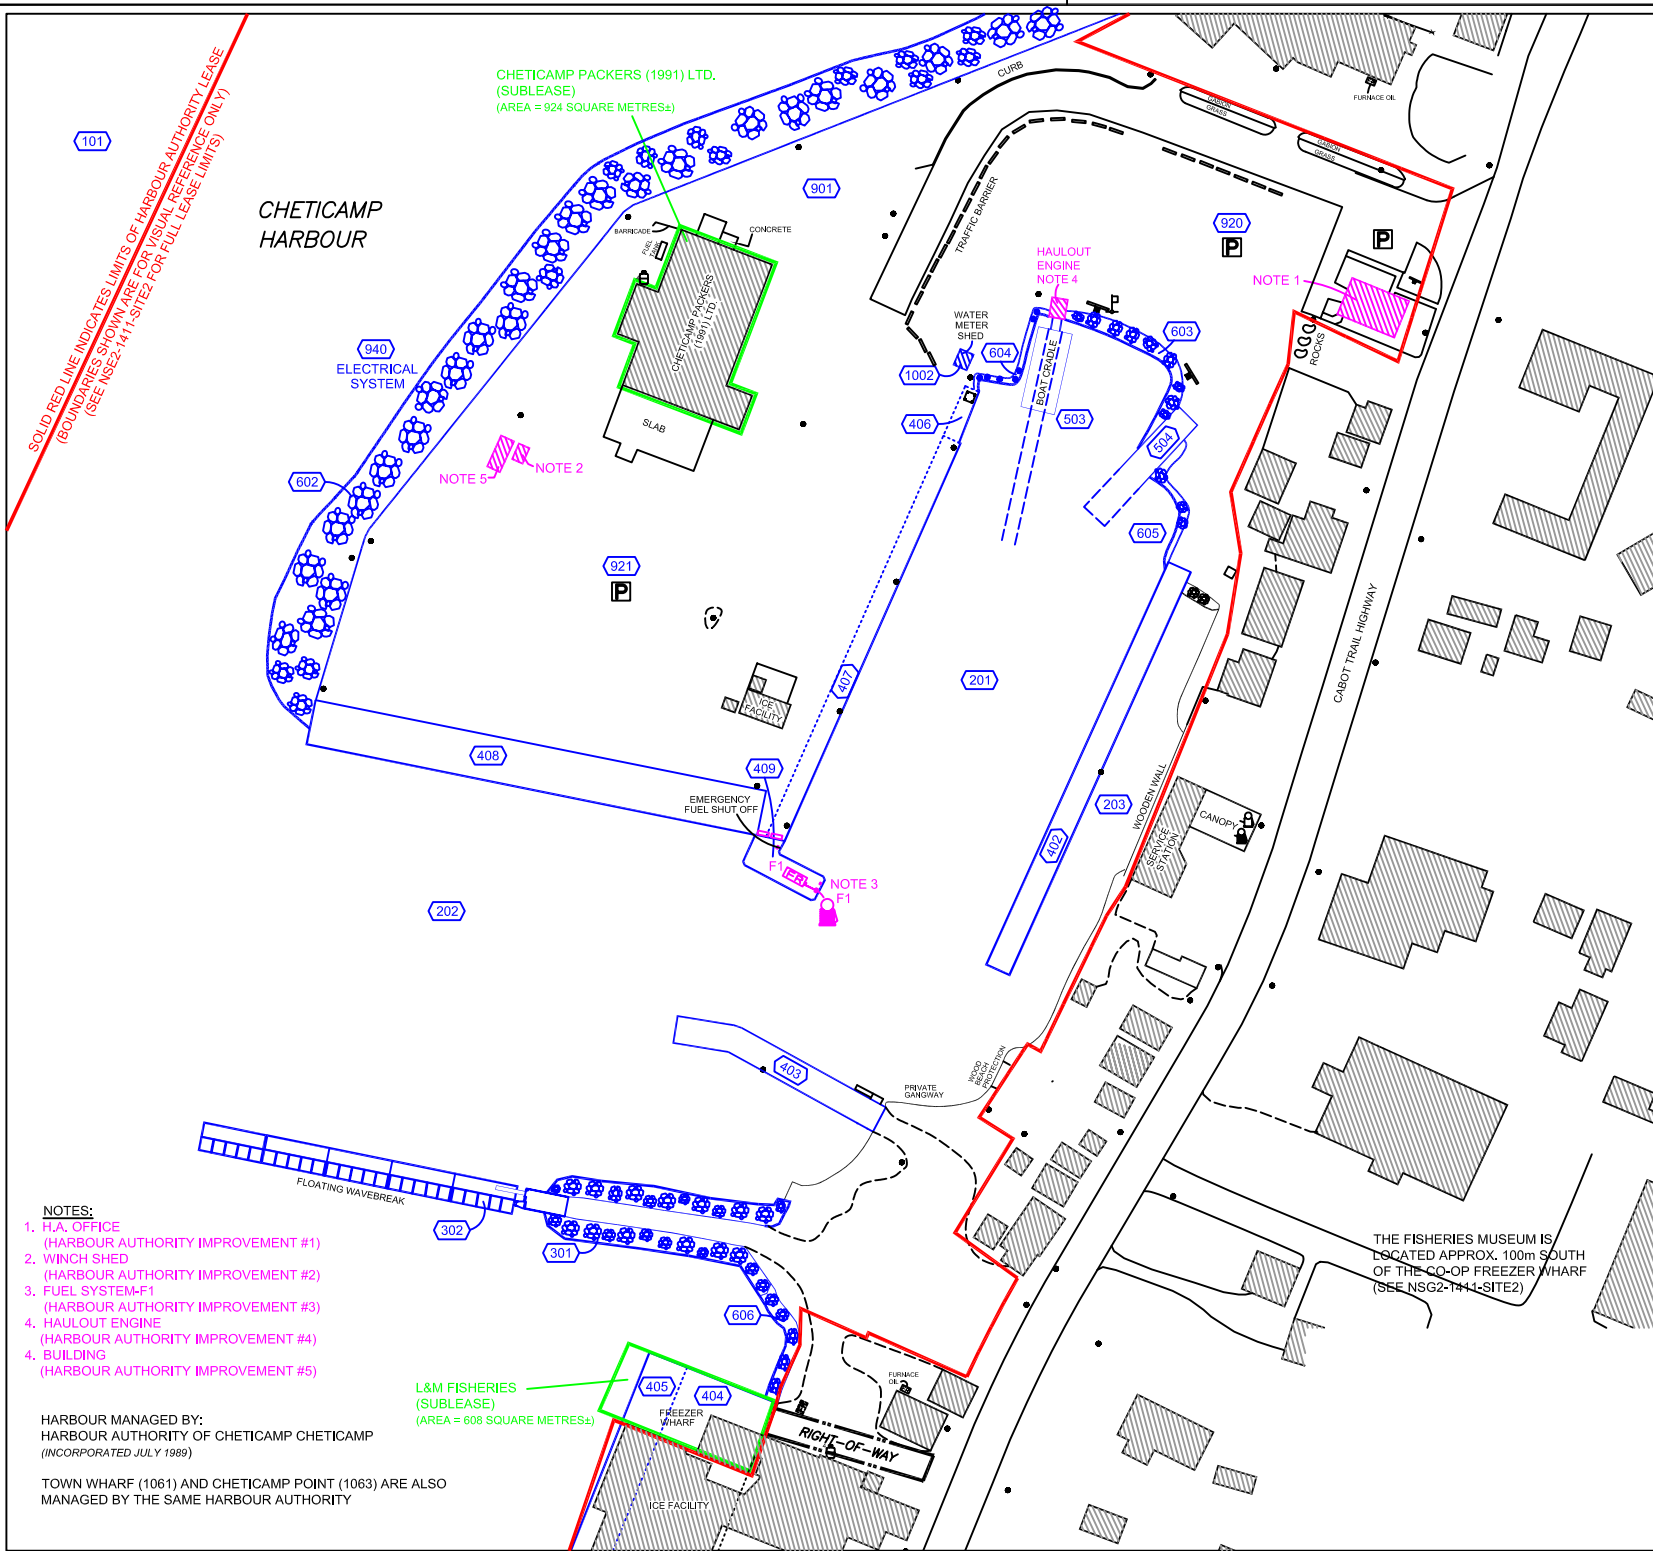 SOLID RED LINE INDICATES LIMITS OF HARBOUR AUTHORITY LEASE
(BOUNDARIES SHOWN ARE FOR VISUAL REFERENCE ONLY)
(SEE NSE2-1411-SITE2 FOR FULL LEASE LIMITS)
101
CHETICAMP
HARBOUR
CHETICAMP PACKERS (1991) LTD.
(SUBLEASE)
(AREA = 924 SQUARE METRES±)
CURB
901
GABION
GRASS
GABION
GRASS
FURNACE OIL
TRAFFIC BARRIER
920
P
P
NOTE 1
HAULOUT
ENGINE
NOTE 4
BARRICADE
FUEL
TANK
CONCRETE
CHETICAMP PACKERS
(1991) LTD.
SLAB
940
ELECTRICAL
SYSTEM
WATER
METER
SHED
604
603
1002
BOAT CRADLE
406
503
504
605
ROCKS
NOTE 5
NOTE 2
602
921
P
ICE
FACILITY
407
201
408
409
EMERGENCY
FUEL SHUT OFF
F1
NOTE 3
F1
202
402
203
WOODEN WALL
SERVICE
STATION
CANOPY
CABOT TRAIL HIGHWAY
403
PRIVATE
GANGWAY
WOOD
BEACH
PROTECTION
FLOATING WAVEBREAK
302
301
606
NOTES:
1. H.A. OFFICE
(HARBOUR AUTHORITY IMPROVEMENT #1)
2. WINCH SHED
(HARBOUR AUTHORITY IMPROVEMENT #2)
3. FUEL SYSTEM-F1
(HARBOUR AUTHORITY IMPROVEMENT #3)
4. HAULOUT ENGINE
(HARBOUR AUTHORITY IMPROVEMENT #4)
4. BUILDING
(HARBOUR AUTHORITY IMPROVEMENT #5)
THE FISHERIES MUSEUM IS
LOCATED APPROX. 100m SOUTH
OF THE CO-OP FREEZER WHARF
(SEE NSG2-1411-SITE2)
L&M FISHERIES
(SUBLEASE)
(AREA = 608 SQUARE METRES±)
405
404
FREEZER
WHARF
FURNACE
OIL
RIGHT-OF-WAY
ICE FACILITY
HARBOUR MANAGED BY:
HARBOUR AUTHORITY OF CHETICAMP CHETICAMP
(INCORPORATED JULY 1989)
TOWN WHARF (1061) AND CHETICAMP POINT (1063) ARE ALSO
MANAGED BY THE SAME HARBOUR AUTHORITY